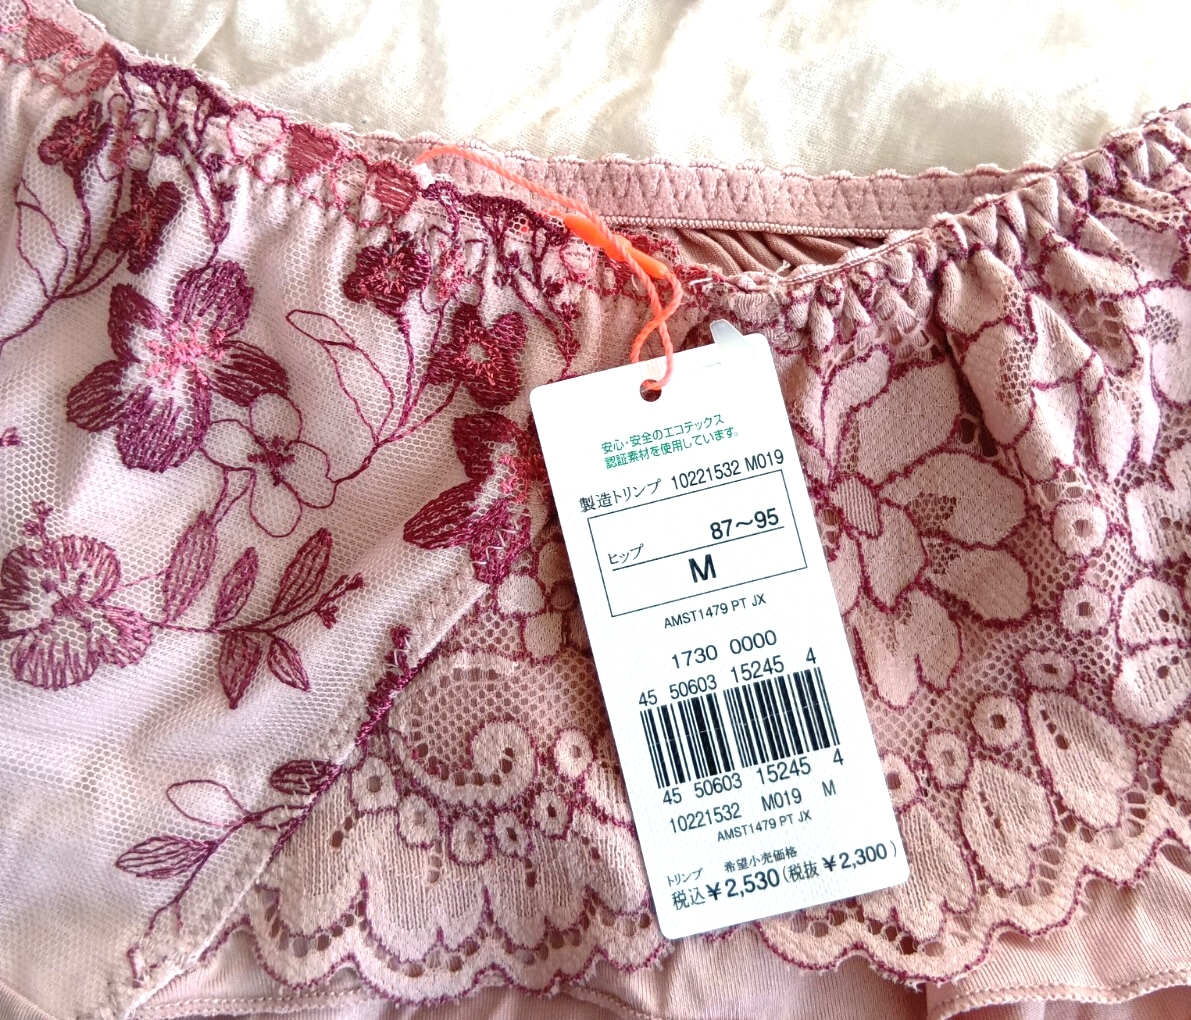 安心・安全のエコテックス
認証素材を使用しています。
製造トリンプ 10221532 M019
ヒップ 87～95
M
AMST1479 PT JX
1730 0000
45 50603 15245 4
45 50603 15245 4
10221532 M019 M
AMST1479 PT JX
トリンプ 希望小売価格
税込¥2,530(税抜¥2,300)